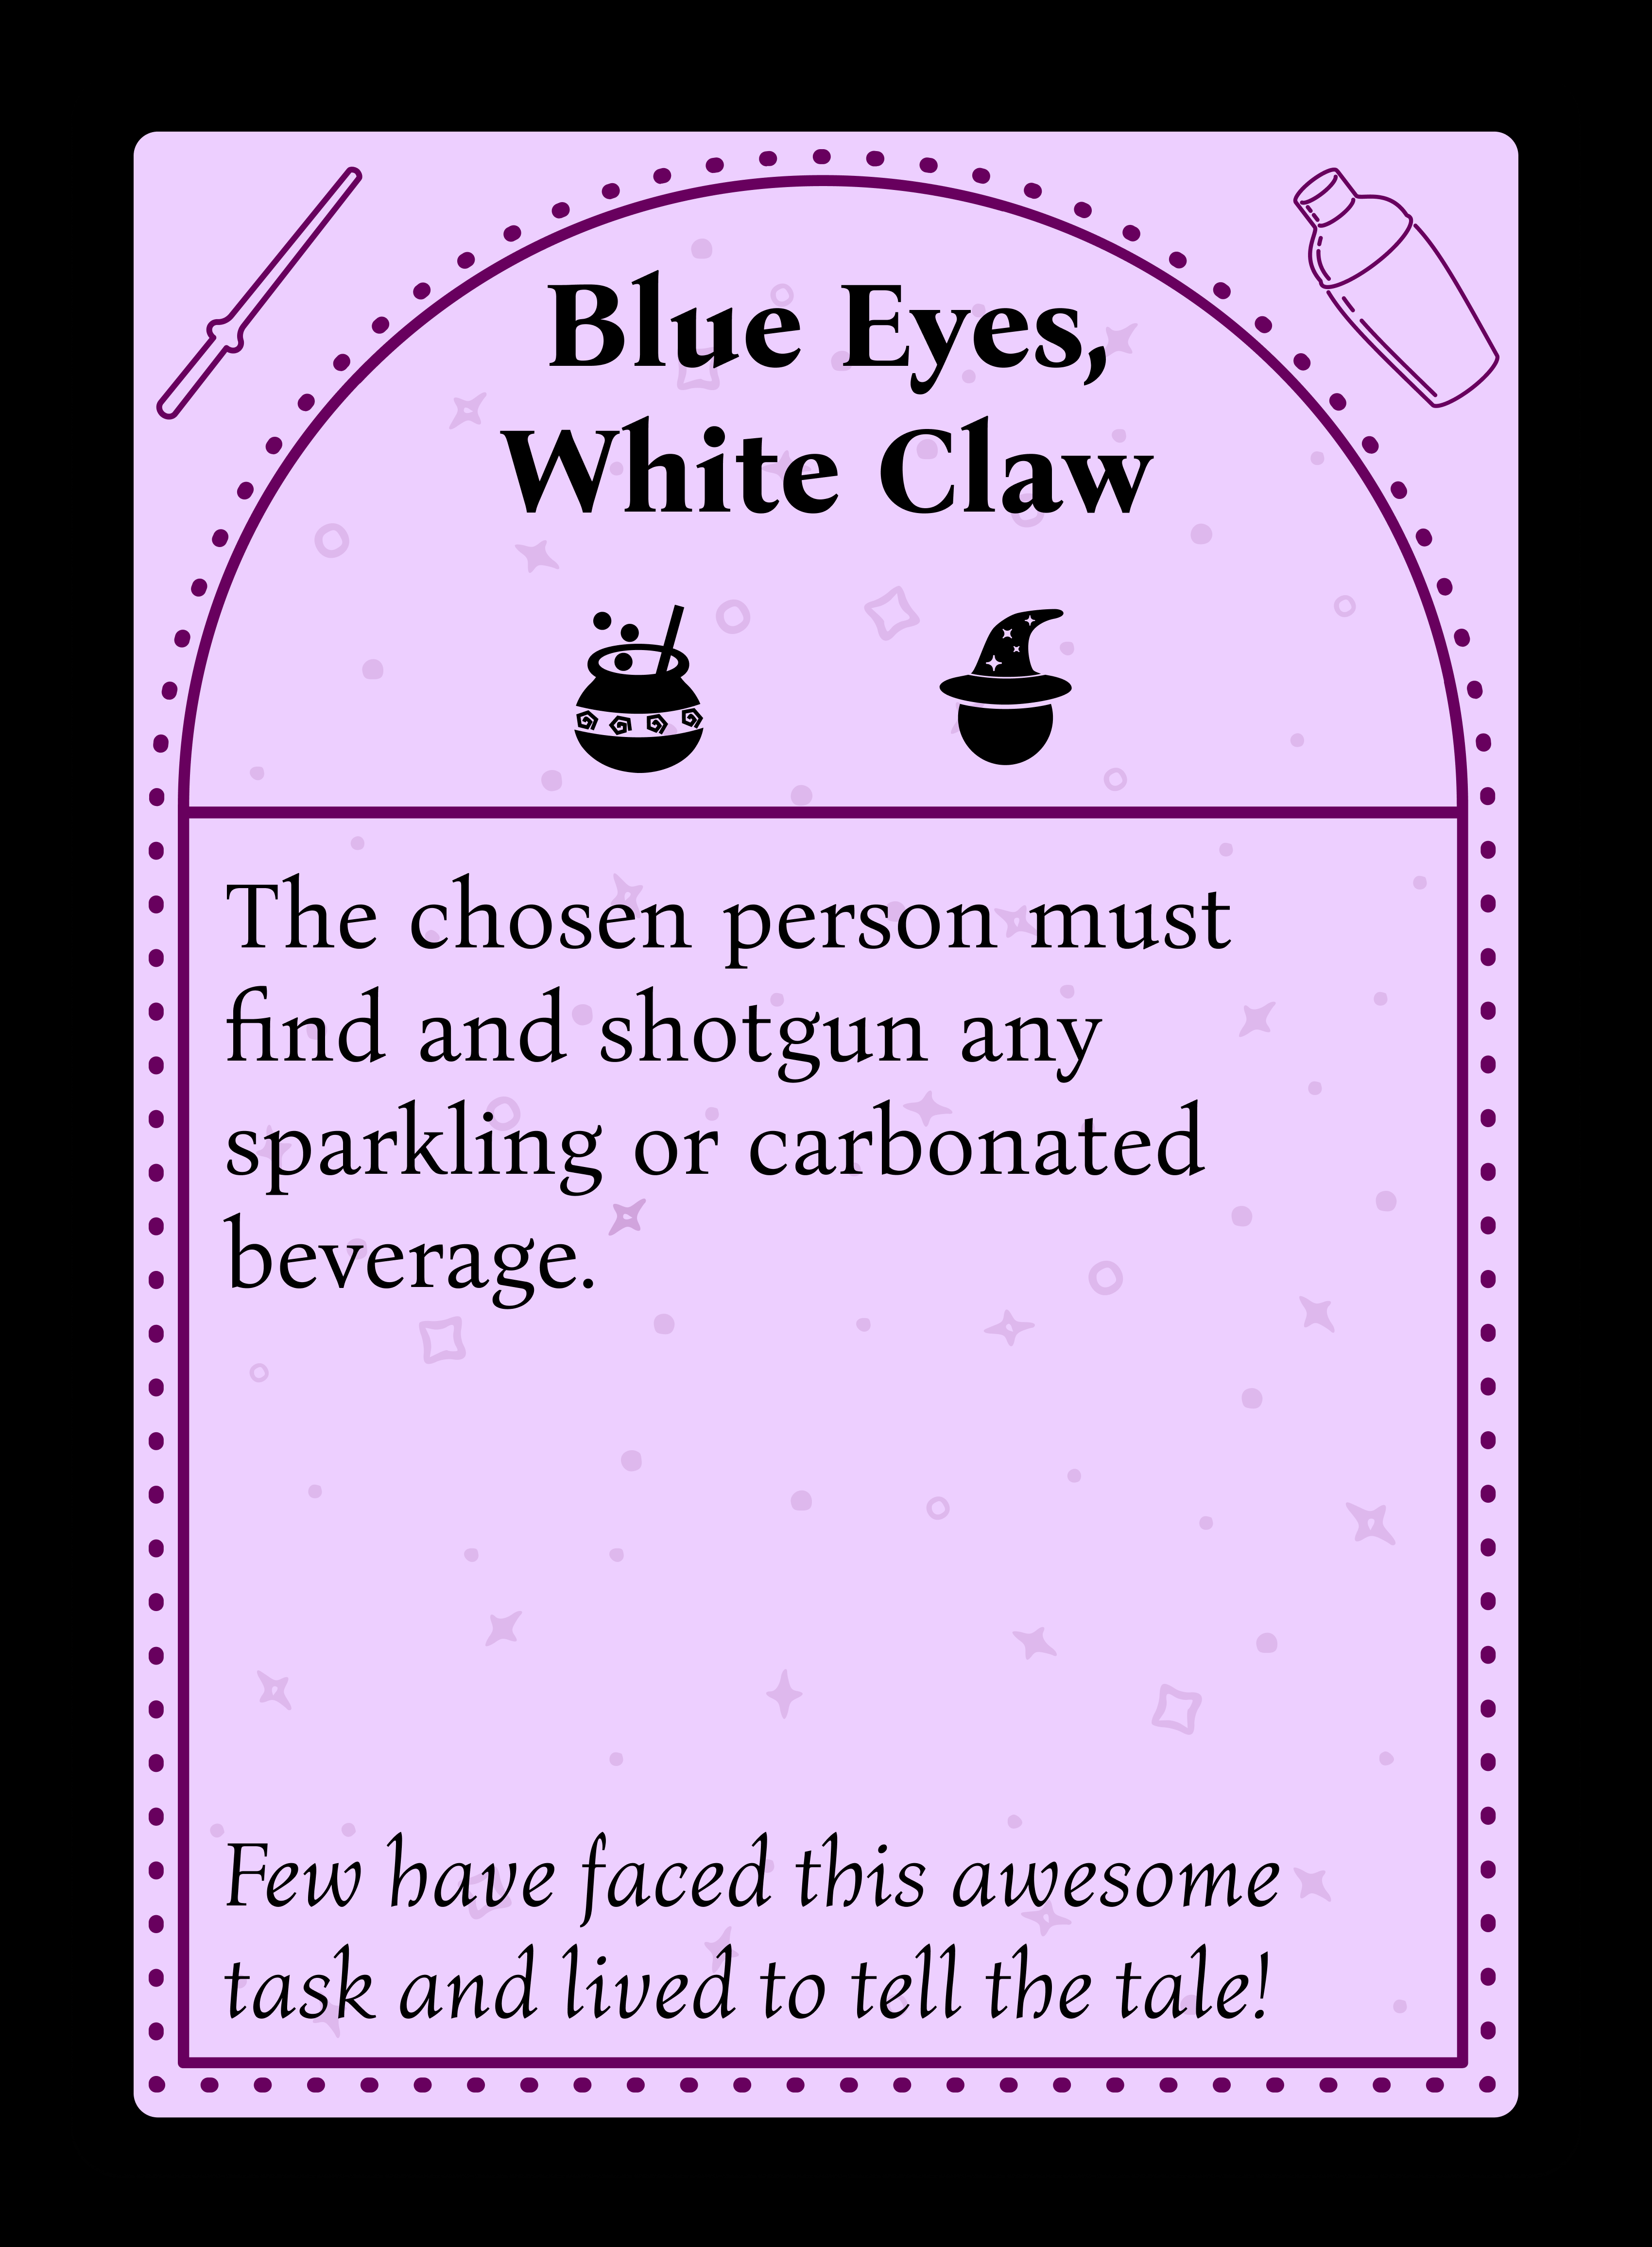 Blue Eyes,
White Claw
The chosen person must
find and shotgun any
sparkling or carbonated
beverage.
Few have faced this awesome
task and lived to tell the tale!